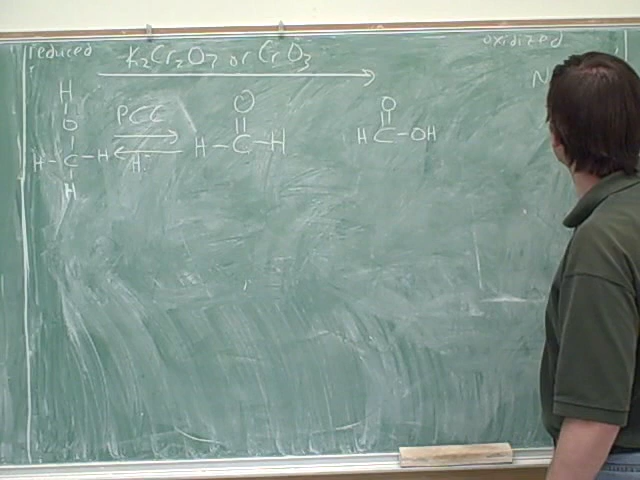 reduced oxidized
K2Cr2O7 or CrO3
H
O
H-C-H
H
PCC
H:
O
H-C-H
O
H C-OH
N